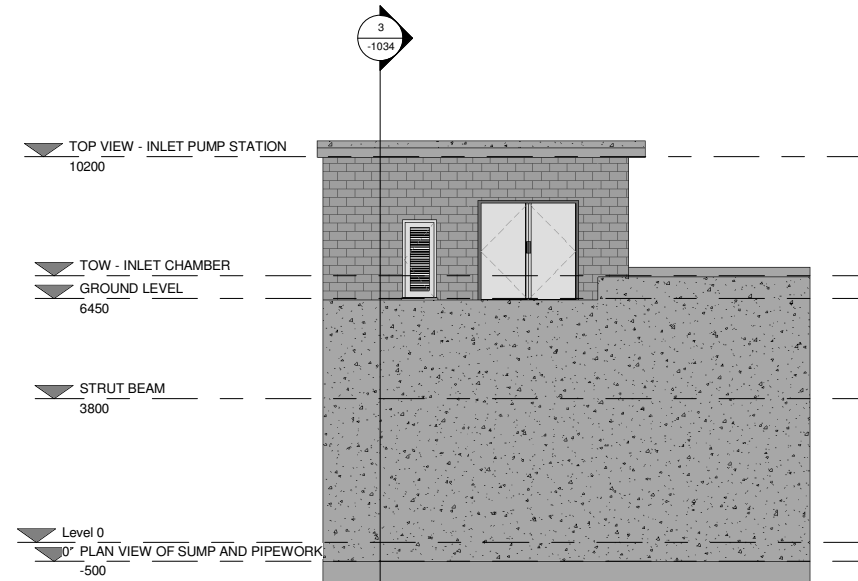 3
-1034
TOP VIEW - INLET PUMP STATION
10200
TOW - INLET CHAMBER
GROUND LEVEL
6450
STRUT BEAM
3800
Level 0
0
PLAN VIEW OF SUMP AND PIPEWORK
-500